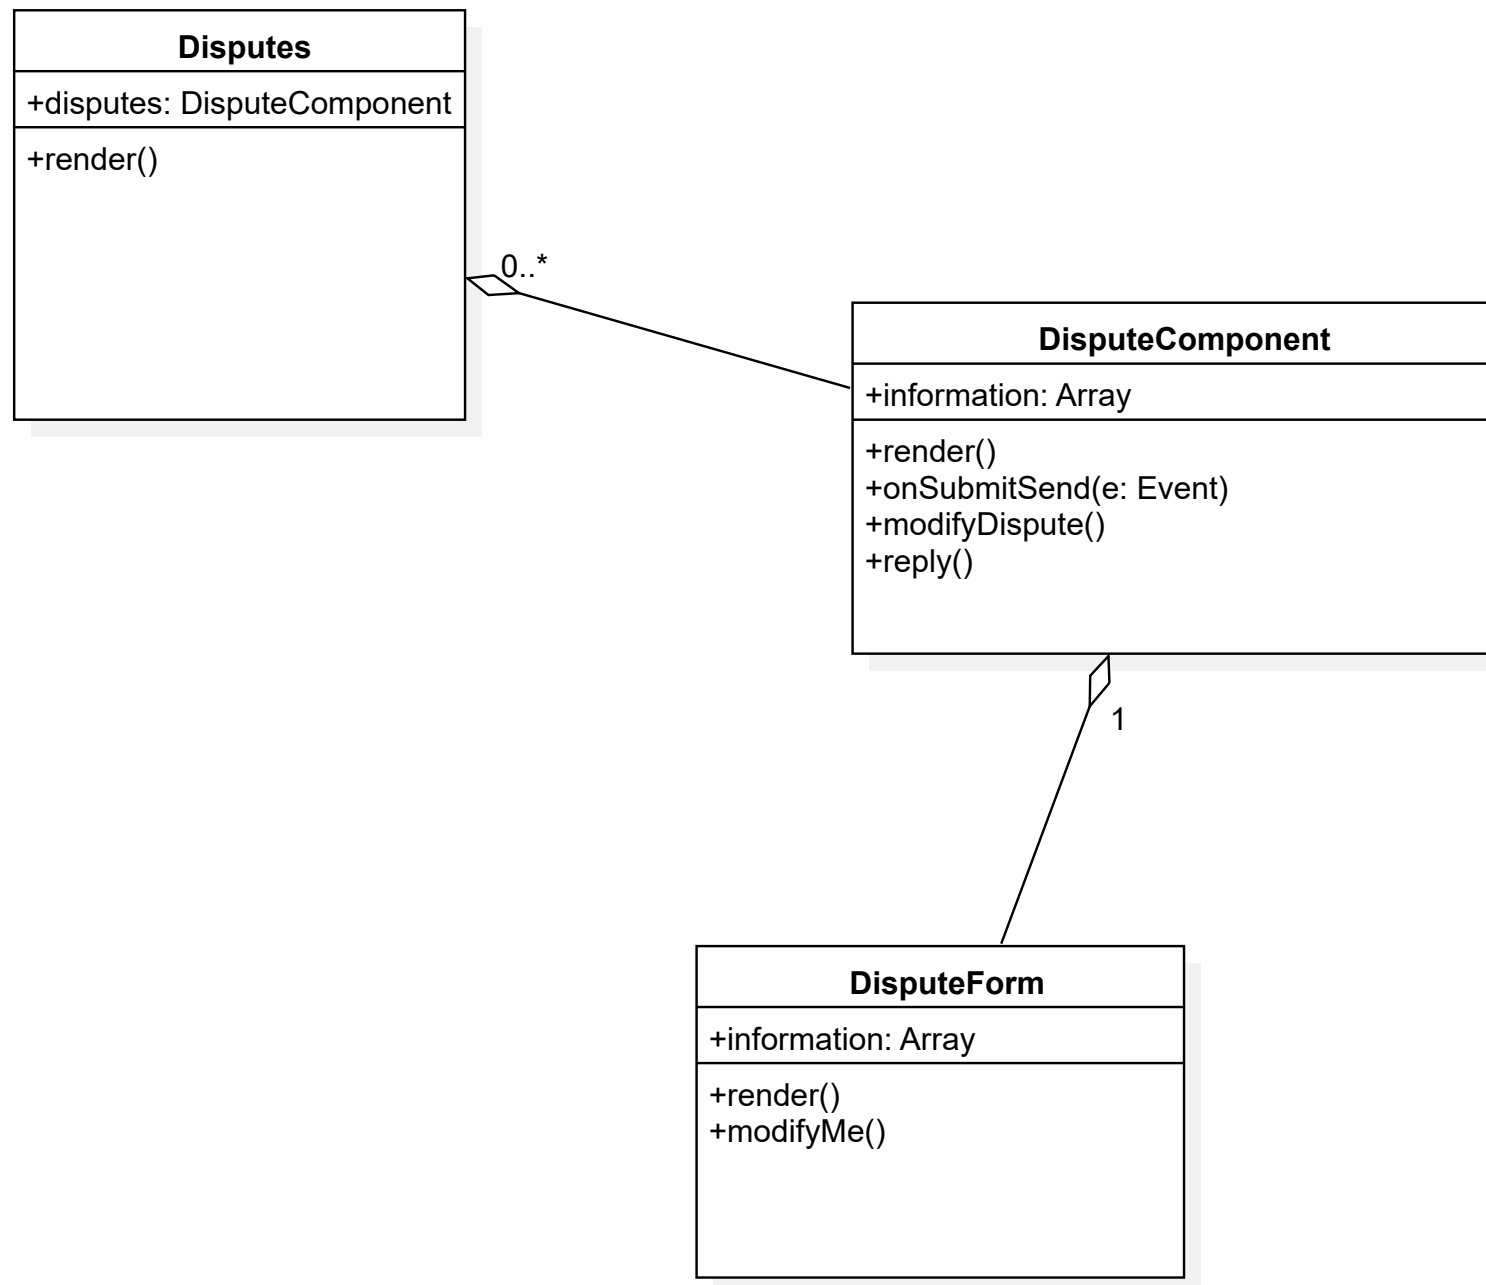 Disputes
+disputes: DisputeComponent
+render()
0..*
DisputeComponent
+information: Array
+render()
+onSubmitSend(e: Event)
+modifyDispute()
+reply()
1
DisputeForm
+information: Array
+render()
+modifyMe()